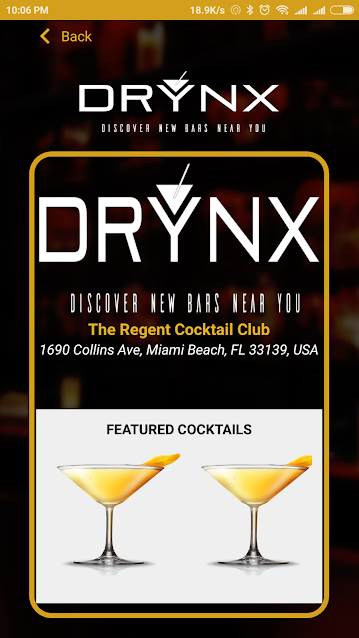 10:06 PM 18.9K/s
Back
DRYNX
DISCOVER NEW BARS NEAR YOU
DRYNX
DISCOVER NEW BARS NEAR YOU
The Regent Cocktail Club
1690 Collins Ave, Miami Beach, FL 33139, USA
FEATURED COCKTAILS